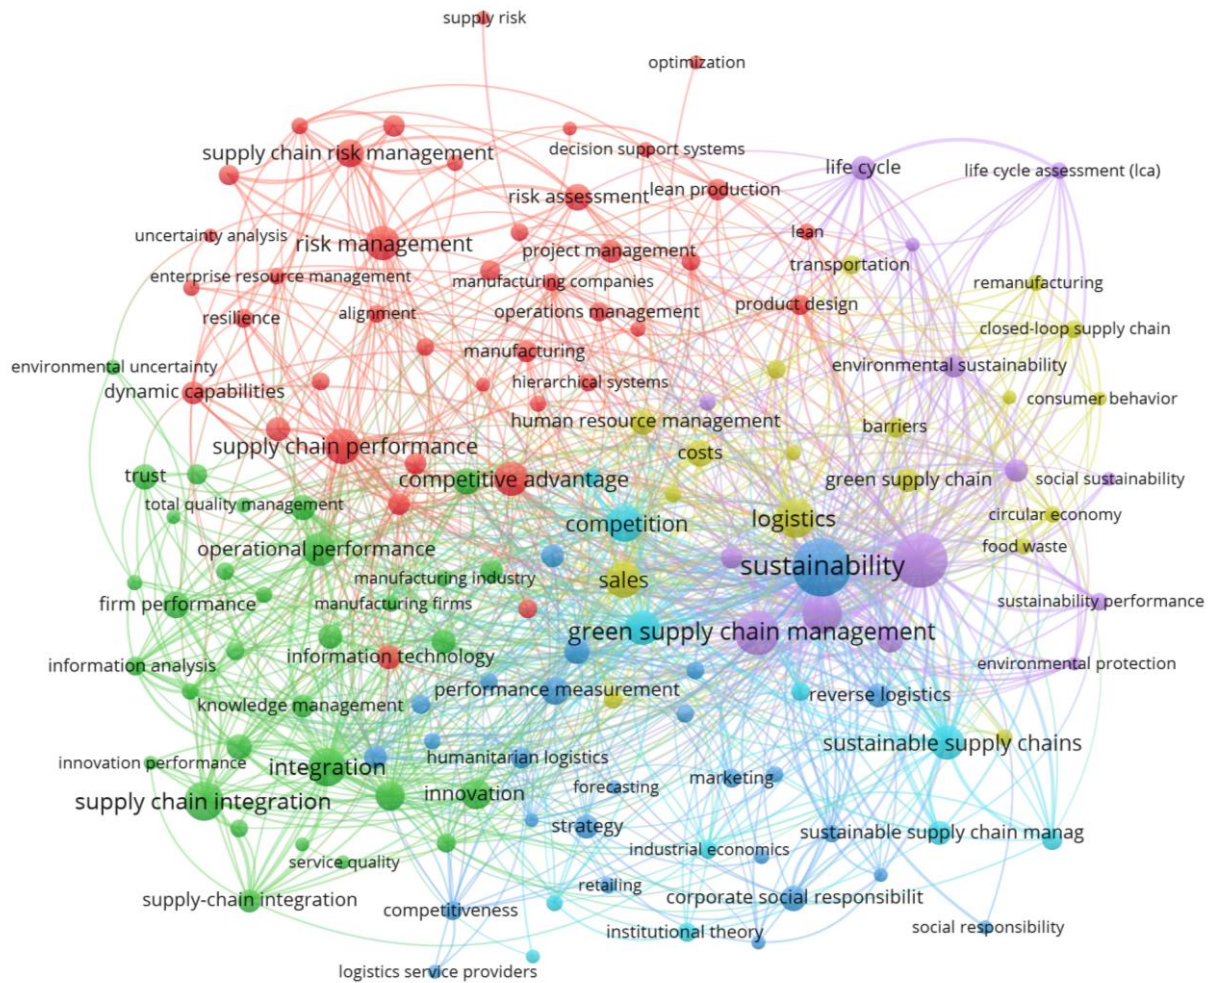 supply risk
optimization
decision support systems
supply chain risk management
life cycle
life cycle assessment (lca)
risk assessment
lean production
uncertainty analysis
risk management
lean
project management
transportation
enterprise resource management
manufacturing companies
remanufacturing
product design
resilience
alignment
operations management
closed-loop supply chain
manufacturing
environmental uncertainty
environmental sustainability
hierarchical systems
dynamic capabilities
consumer behavior
human resource management
barriers
supply chain performance
costs
trust
competitive advantage
green supply chain
social sustainability
total quality management
circular economy
competition
logistics
operational performance
food waste
sustainability
manufacturing industry
sales
firm performance
manufacturing firms
sustainability performance
green supply chain management
information technology
information analysis
environmental protection
performance measurement
reverse logistics
knowledge management
sustainable supply chains
humanitarian logistics
innovation performance
integration
marketing
forecasting
innovation
supply chain integration
strategy
sustainable supply chain manag
industrial economics
service quality
retailing
supply-chain integration
corporate social responsibilit
competitiveness
social responsibility
institutional theory
logistics service providers